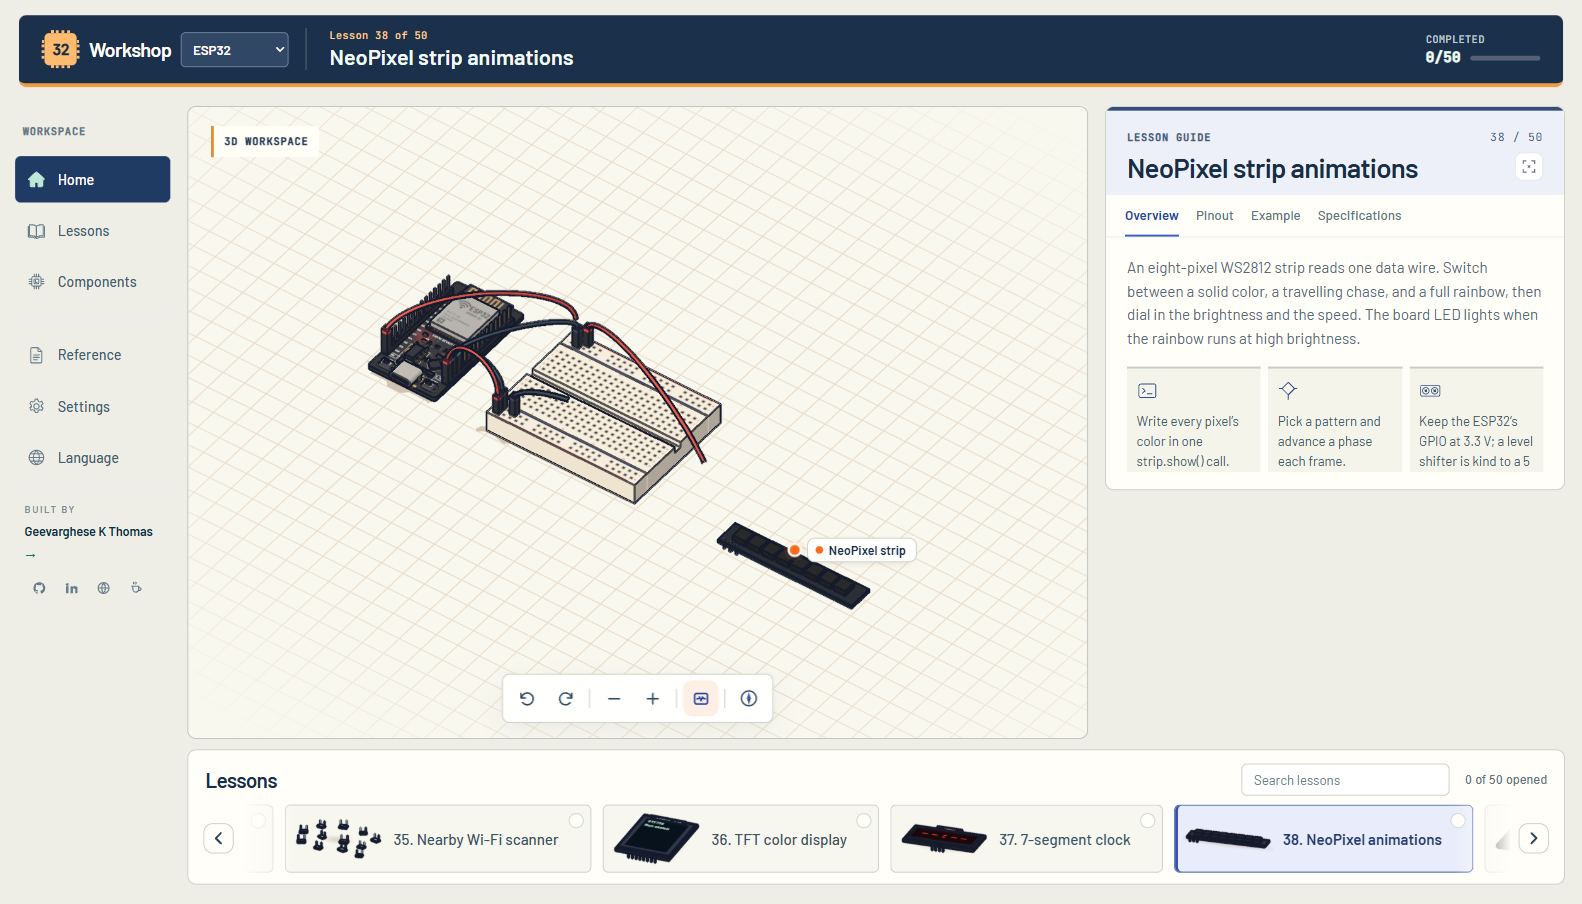 32
Workshop
ESP32
Lesson 38 of 50
NeoPixel strip animations
COMPLETED
0/50
WORKSPACE
Home
Lessons
Components
Reference
Settings
Language
BUILT BY
Geevarghese K Thomas
→
3D WORKSPACE
ESP32
NeoPixel strip
LESSON GUIDE
38 / 50
NeoPixel strip animations
Overview
Pinout
Example
Specifications
An eight-pixel WS2812 strip reads one data wire. Switch
between a solid color, a travelling chase, and a full rainbow, then
dial in the brightness and the speed. The board LED lights when
the rainbow runs at high brightness.
Write every pixel's
color in one
strip.show() call.
Pick a pattern and
advance a phase
each frame.
Keep the ESP32's
GPIO at 3.3 V; a level
shifter is kind to a 5
Lessons
Search lessons
0 of 50 opened
35. Nearby Wi-Fi scanner
36. TFT color display
37. 7-segment clock
38. NeoPixel animations